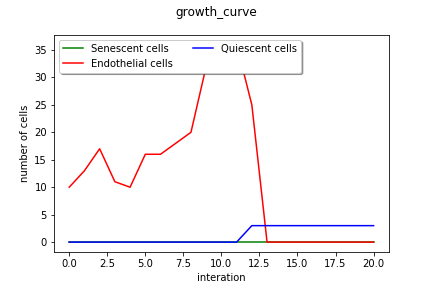 growth_curve
Senescent cells
Endothelial cells
Quiescent cells
number of cells
35
30
25
20
15
10
5
0
0.0 2.5 5.0 7.5 10.0 12.5 15.0 17.5 20.0
interation